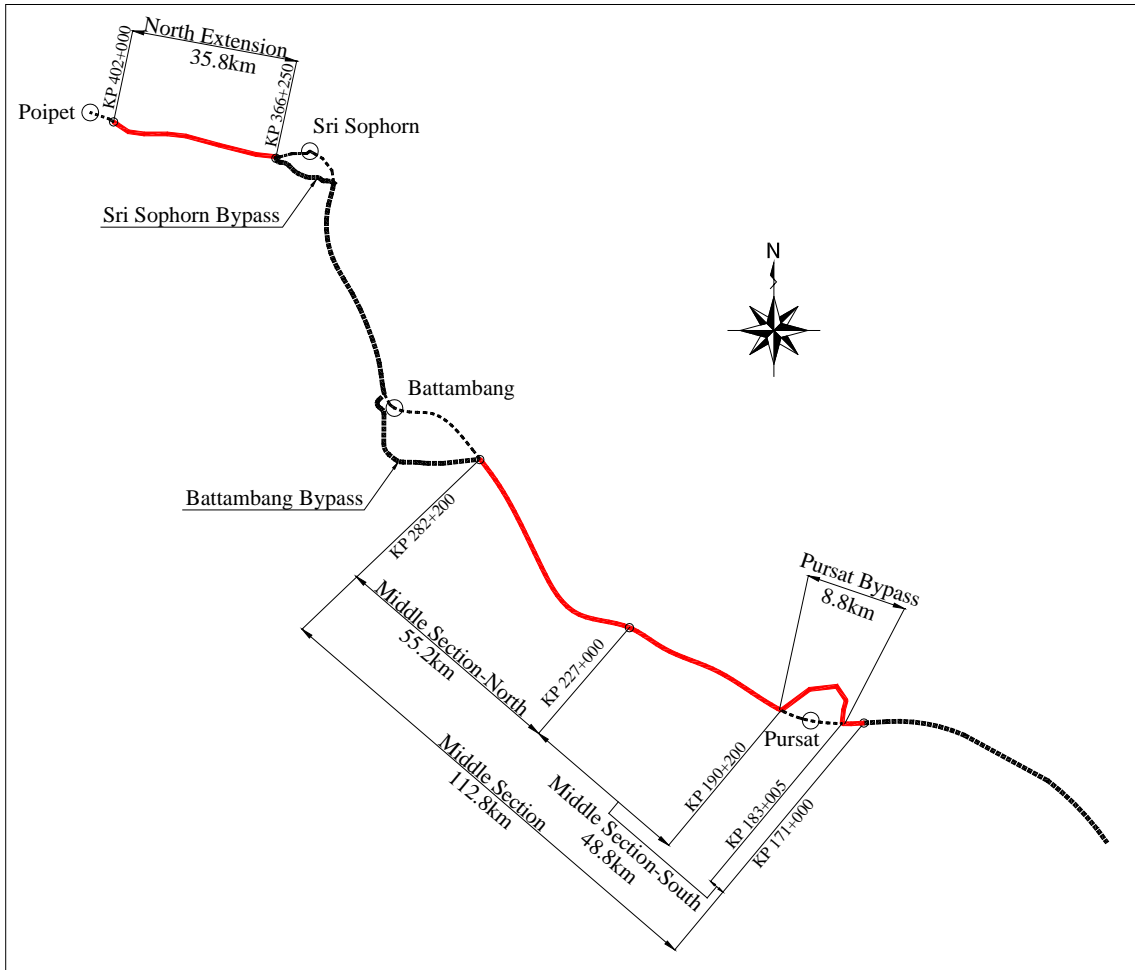 North Extension
35.8km
KP 402+000
KP 366+250
Poipet
Sri Sophorn
Sri Sophorn Bypass
N
Battambang
Battambang Bypass
KP 282+200
Pursat Bypass
8.8km
Middle Section-North
55.2km
KP 227+000
Pursat
KP 190+200
KP 183+005
KP 171+000
Middle Section-South
48.8km
Middle Section
112.8km